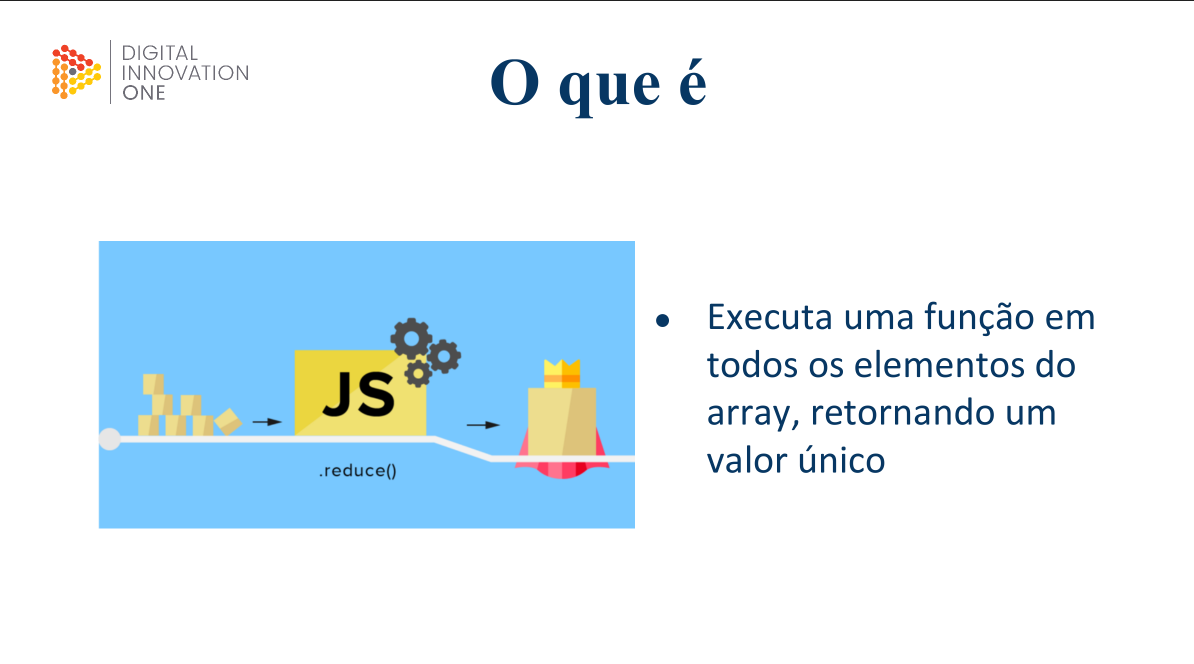 DIGITAL
INNOVATION
ONE
O que é
JS
.reduce()
● Executa uma função em
todos os elementos do
array, retornando um
valor único